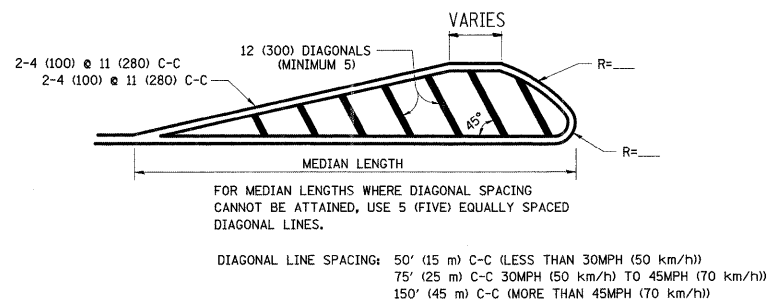 VARIES
12 (300) DIAGONALS
(MINIMUM 5)
2-4 (100) @ 11 (280) C-C
2-4 (100) @ 11 (280) C-C
R=___
45°
R=___
MEDIAN LENGTH
FOR MEDIAN LENGTHS WHERE DIAGONAL SPACING
CANNOT BE ATTAINED, USE 5 (FIVE) EQUALLY SPACED
DIAGONAL LINES.
DIAGONAL LINE SPACING: 50' (15 m) C-C (LESS THAN 30MPH (50 km/h))
75' (25 m) C-C 30MPH (50 km/h) TO 45MPH (70 km/h))
150' (45 m) C-C (MORE THAN 45MPH (70 km/h))